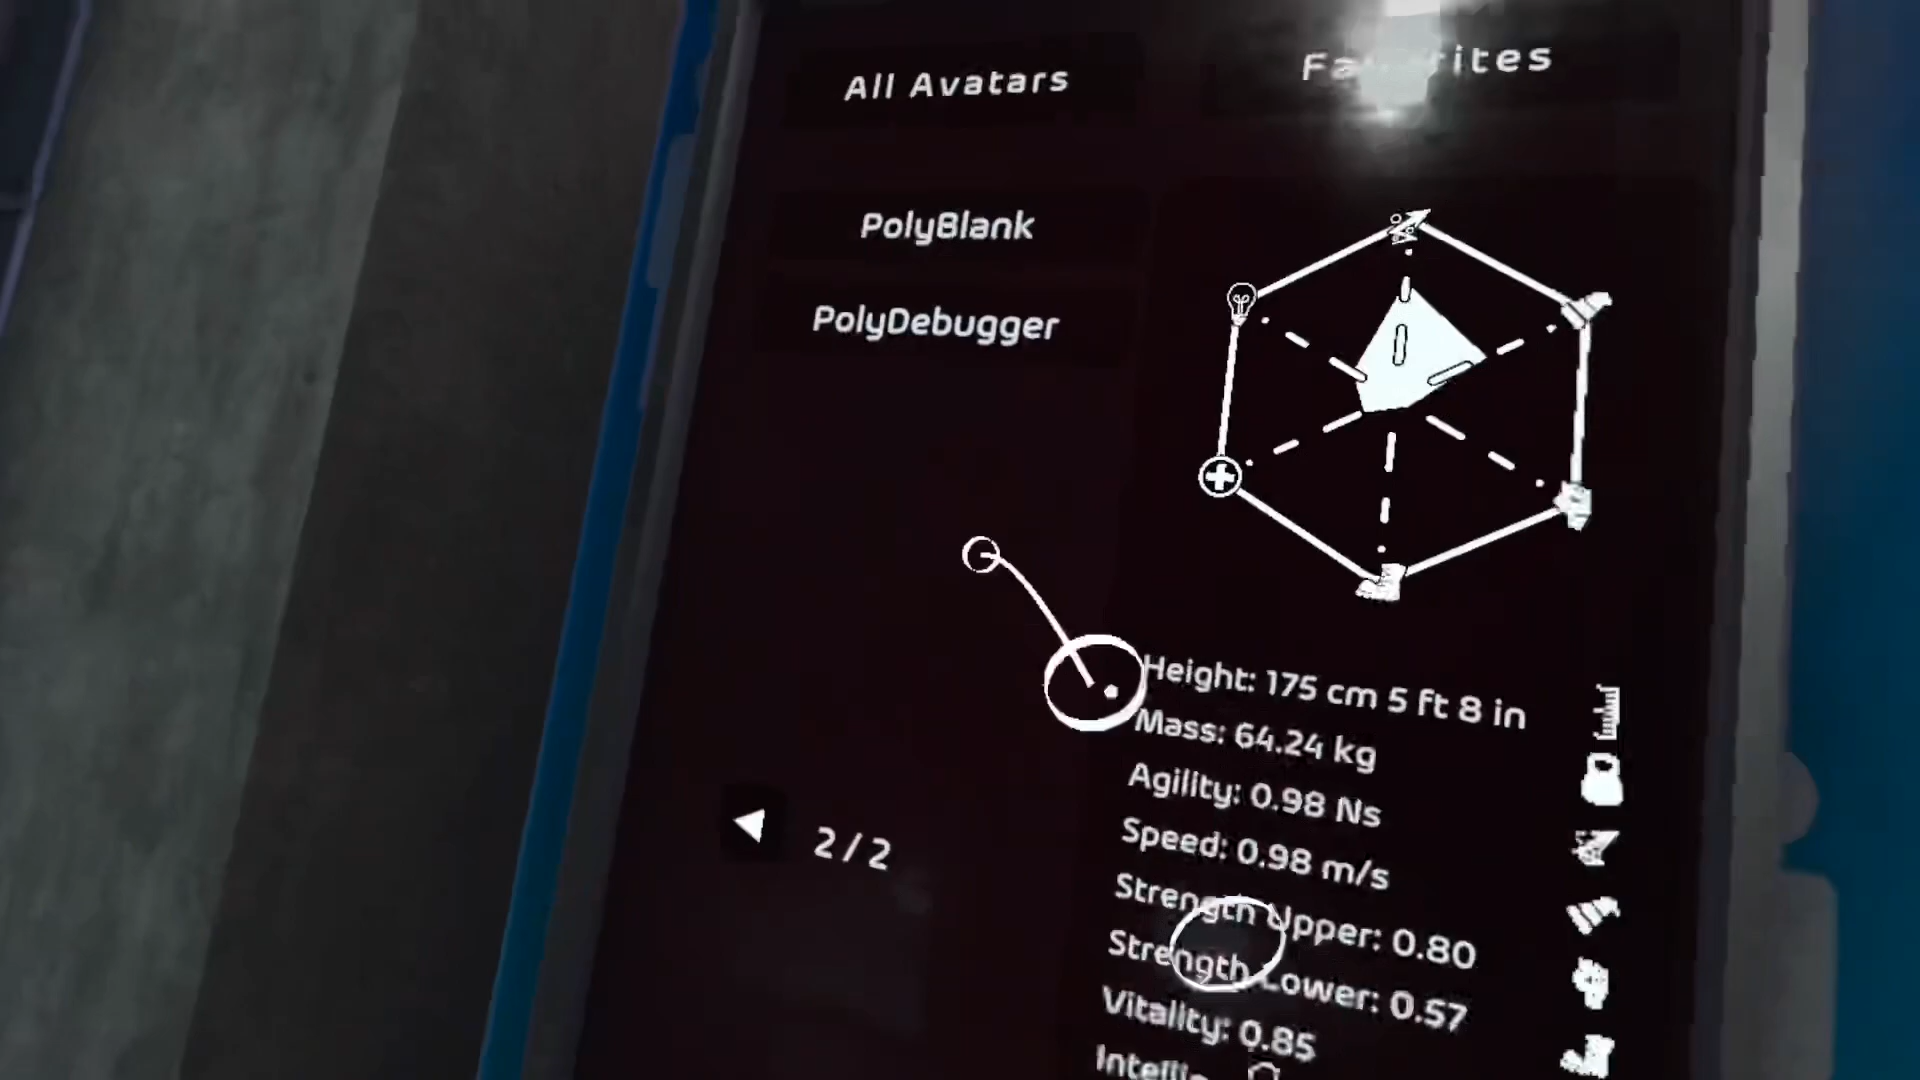 All Avatars
Favorites
PolyBlank
PolyDebugger
Height: 175 cm 5 ft 8 in
Mass: 64.24 kg
Agility: 0.98 Ns
Speed: 0.98 m/s
Strength Upper: 0.80
Strength Lower: 0.57
Vitality: 0.85
2 / 2